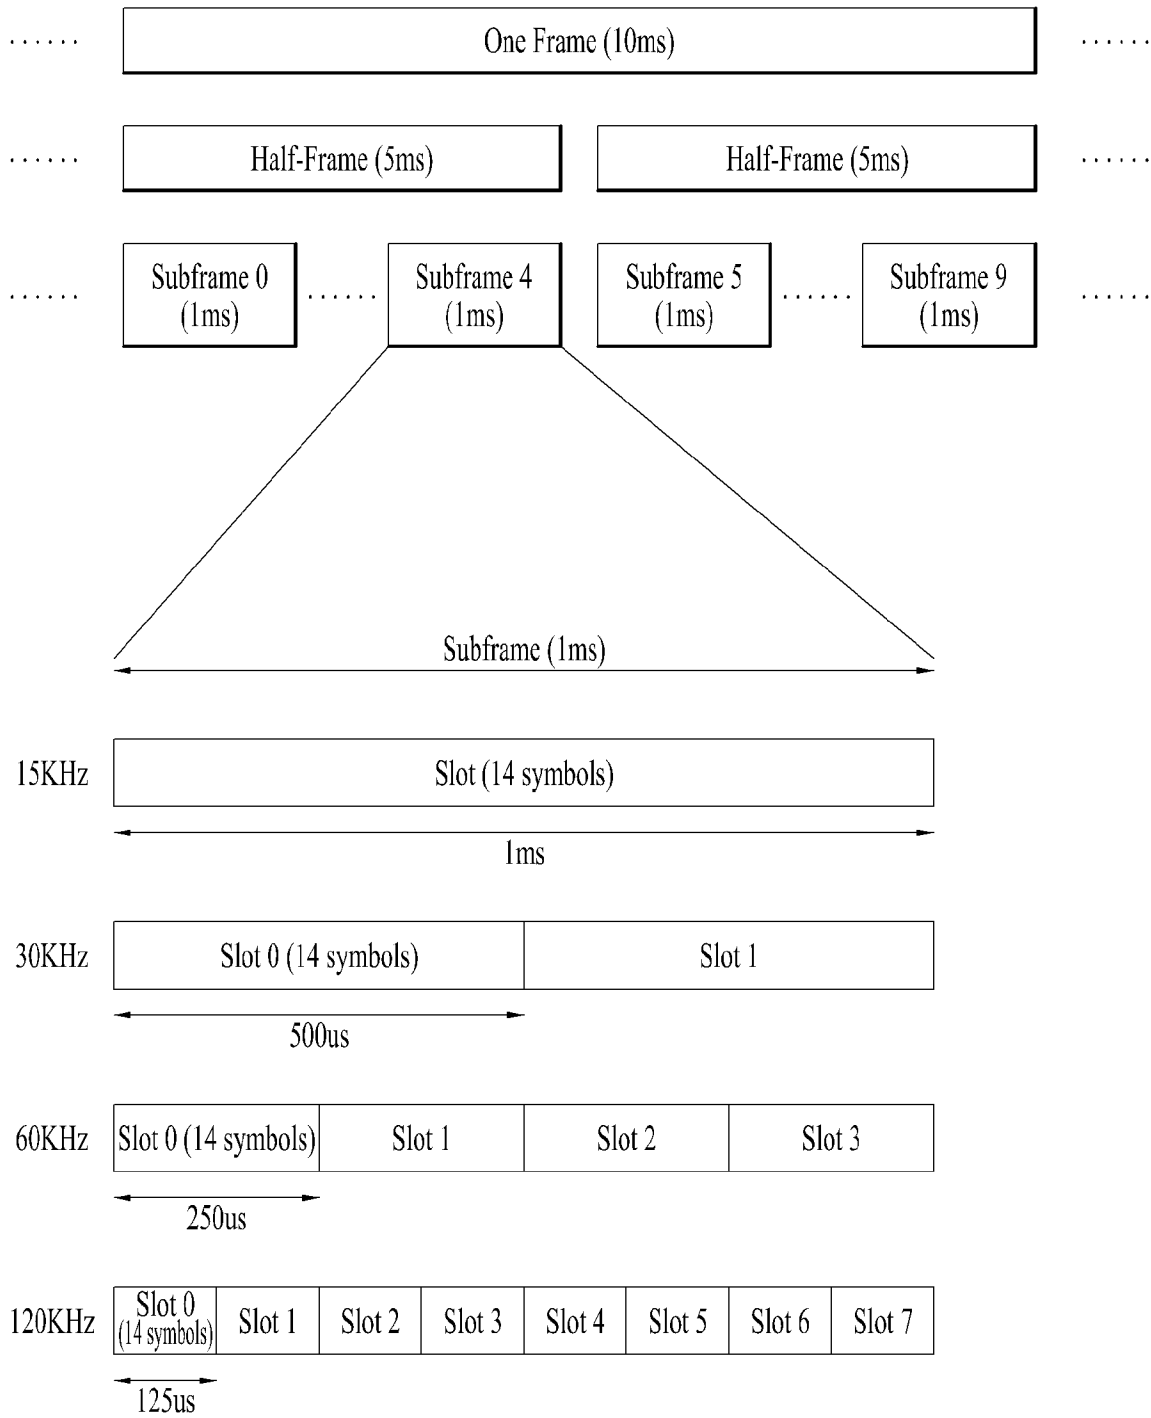 One Frame (10ms)
Half-Frame (5ms) Half-Frame (5ms)
Subframe 0 Subframe 4 Subframe 5 Subframe 9
(1ms) (1ms) (1ms) (1ms)
Subframe (1ms)
15KHz Slot (14 symbols)
1ms
30KHz Slot 0 (14 symbols) Slot 1
500us
60KHz Slot 0 (14 symbols) Slot 1 Slot 2 Slot 3
250us
120KHz Slot 0 (14 symbols) Slot 1 Slot 2 Slot 3 Slot 4 Slot 5 Slot 6 Slot 7
125us